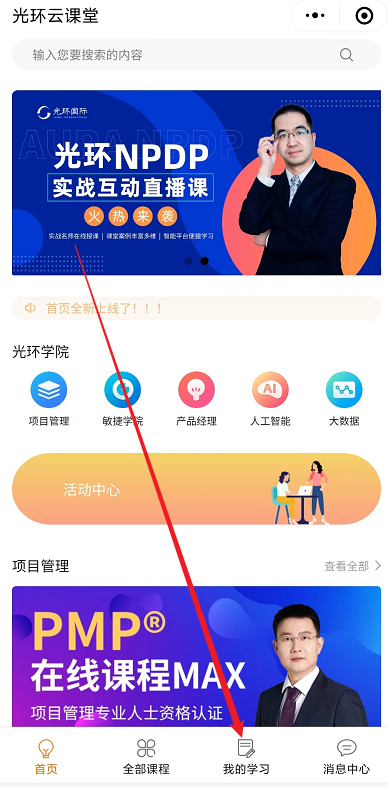 光环云课堂
输入您要搜索的内容
光环国际
AURA INTERNATIONAL
AURA NPDP
光环NPDP
实战互动直播课
火热来袭
实战名师在线授课 | 课堂案例丰富多维 | 智能平台便捷学习
首页全新上线了！！！
光环学院
AI
项目管理 敏捷学院 产品经理 人工智能 大数据
活动中心
项目管理 查看全部
PMP®
在线课程MAX
项目管理专业人士资格认证
首页 全部课程 我的学习 消息中心